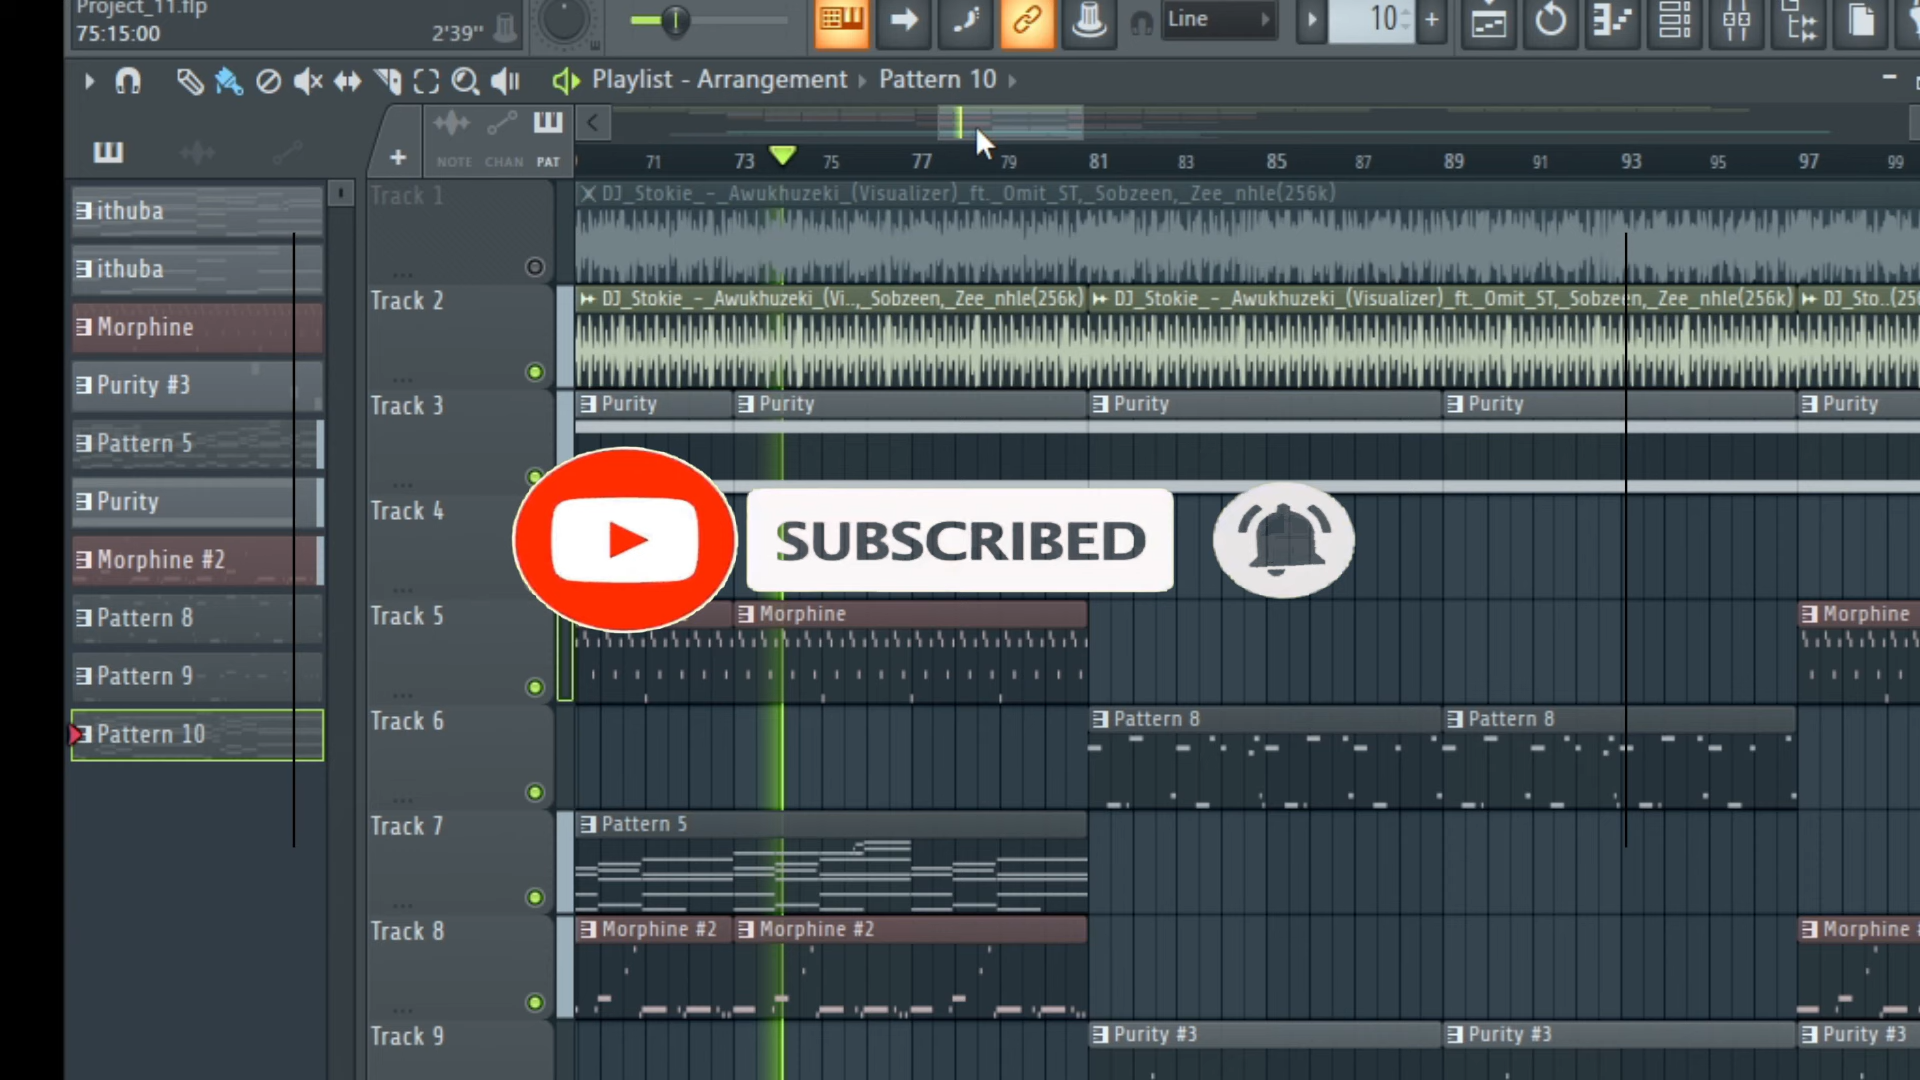 Project_11.flp
75:15:00
2'39"
Line
10
+
Playlist - Arrangement › Pattern 10 ›
+
NOTE CHAN PAT
71 73 75 77 79 81 83 85 87 89 91 93 95 97 99
ithuba
ithuba
Morphine
Purity #3
Pattern 5
Purity
Morphine #2
Pattern 8
Pattern 9
Pattern 10
Track 1
DJ_Stokie_-_Awukhuzeki_(Visualizer)_ft._Omit_ST,_Sobzeen,_Zee_nhle(256k)
Track 2
DJ_Stokie_-_Awukhuzeki_(Vi..,_Sobzeen,_Zee_nhle(256k)
DJ_Stokie_-_Awukhuzeki_(Visualizer)_ft._Omit_ST,_Sobzeen,_Zee_nhle(256k)
DJ_Sto..(25
Track 3
Purity
Purity
Purity
Purity
Purity
Track 4
SUBSCRIBED
Track 5
Morphine
Morphine
Track 6
Pattern 8
Pattern 8
Track 7
Pattern 5
Track 8
Morphine #2
Morphine #2
Morphine
Track 9
Purity #3
Purity #3
Purity #3